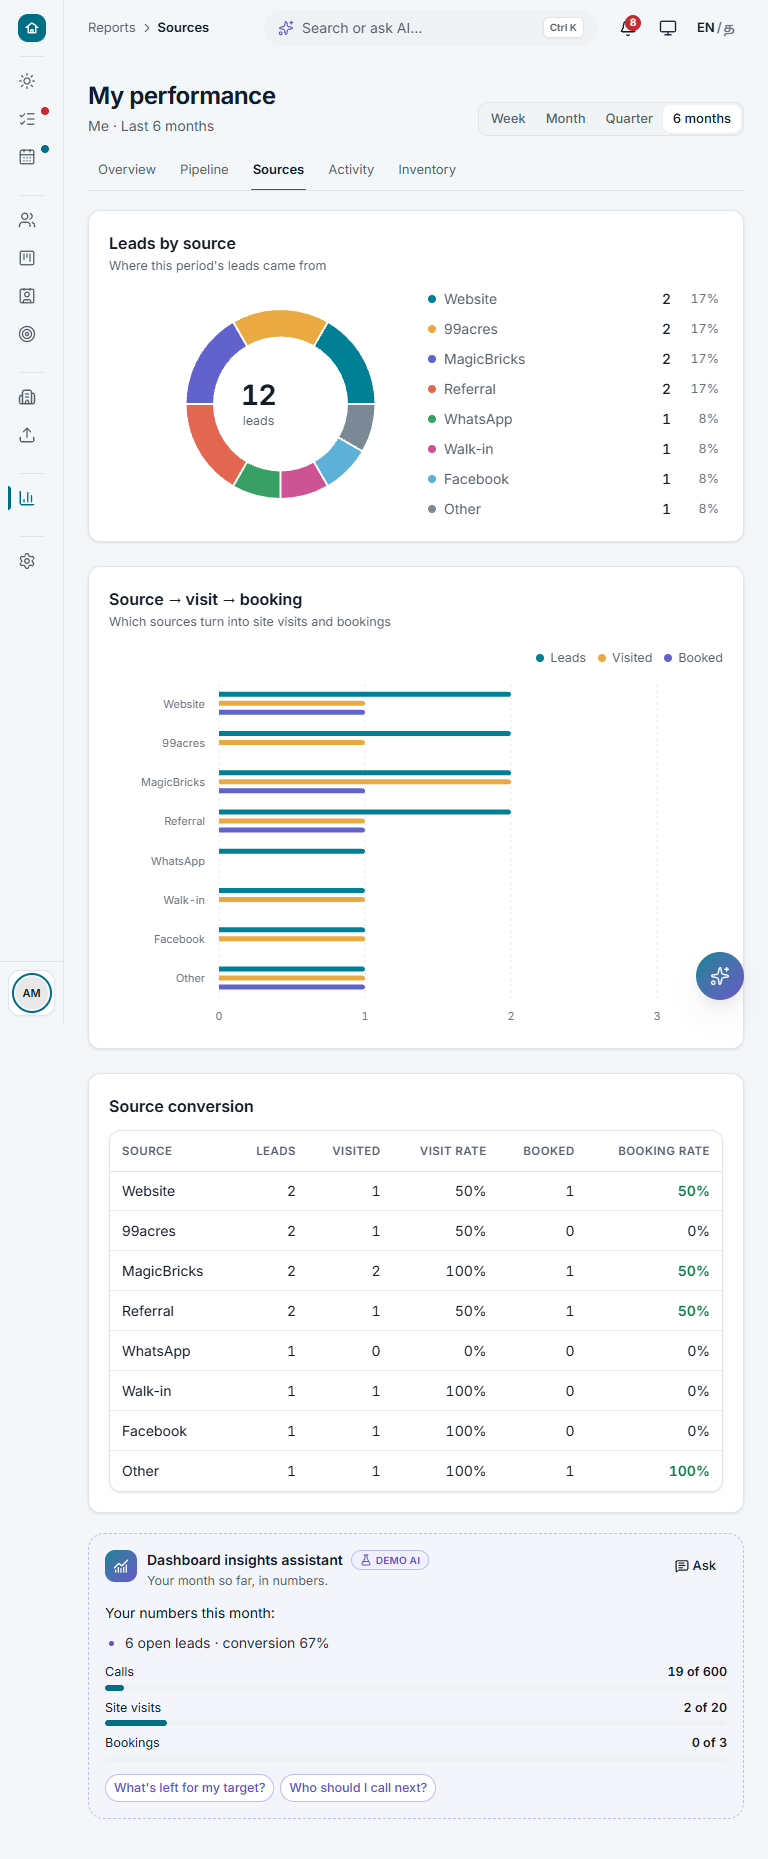 Reports > Sources
Search or ask AI...
Ctrl K
8
EN / த
My performance
Me · Last 6 months
Week Month Quarter 6 months
Overview Pipeline Sources Activity Inventory
Leads by source
Where this period's leads came from
12
leads
Website 2 17%
99acres 2 17%
MagicBricks 2 17%
Referral 2 17%
WhatsApp 1 8%
Walk-in 1 8%
Facebook 1 8%
Other 1 8%
Source → visit → booking
Which sources turn into site visits and bookings
Leads Visited Booked
Website
99acres
MagicBricks
Referral
WhatsApp
Walk-in
Facebook
Other
0 1 2 3
AM
Source conversion
SOURCE LEADS VISITED VISIT RATE BOOKED BOOKING RATE
Website 2 1 50% 1 50%
99acres 2 1 50% 0 0%
MagicBricks 2 2 100% 1 50%
Referral 2 1 50% 1 50%
WhatsApp 1 0 0% 0 0%
Walk-in 1 1 100% 0 0%
Facebook 1 1 100% 0 0%
Other 1 1 100% 1 100%
Dashboard insights assistant DEMO AI
Your month so far, in numbers.
Ask
Your numbers this month:
• 6 open leads · conversion 67%
Calls 19 of 600
Site visits 2 of 20
Bookings 0 of 3
What's left for my target? Who should I call next?